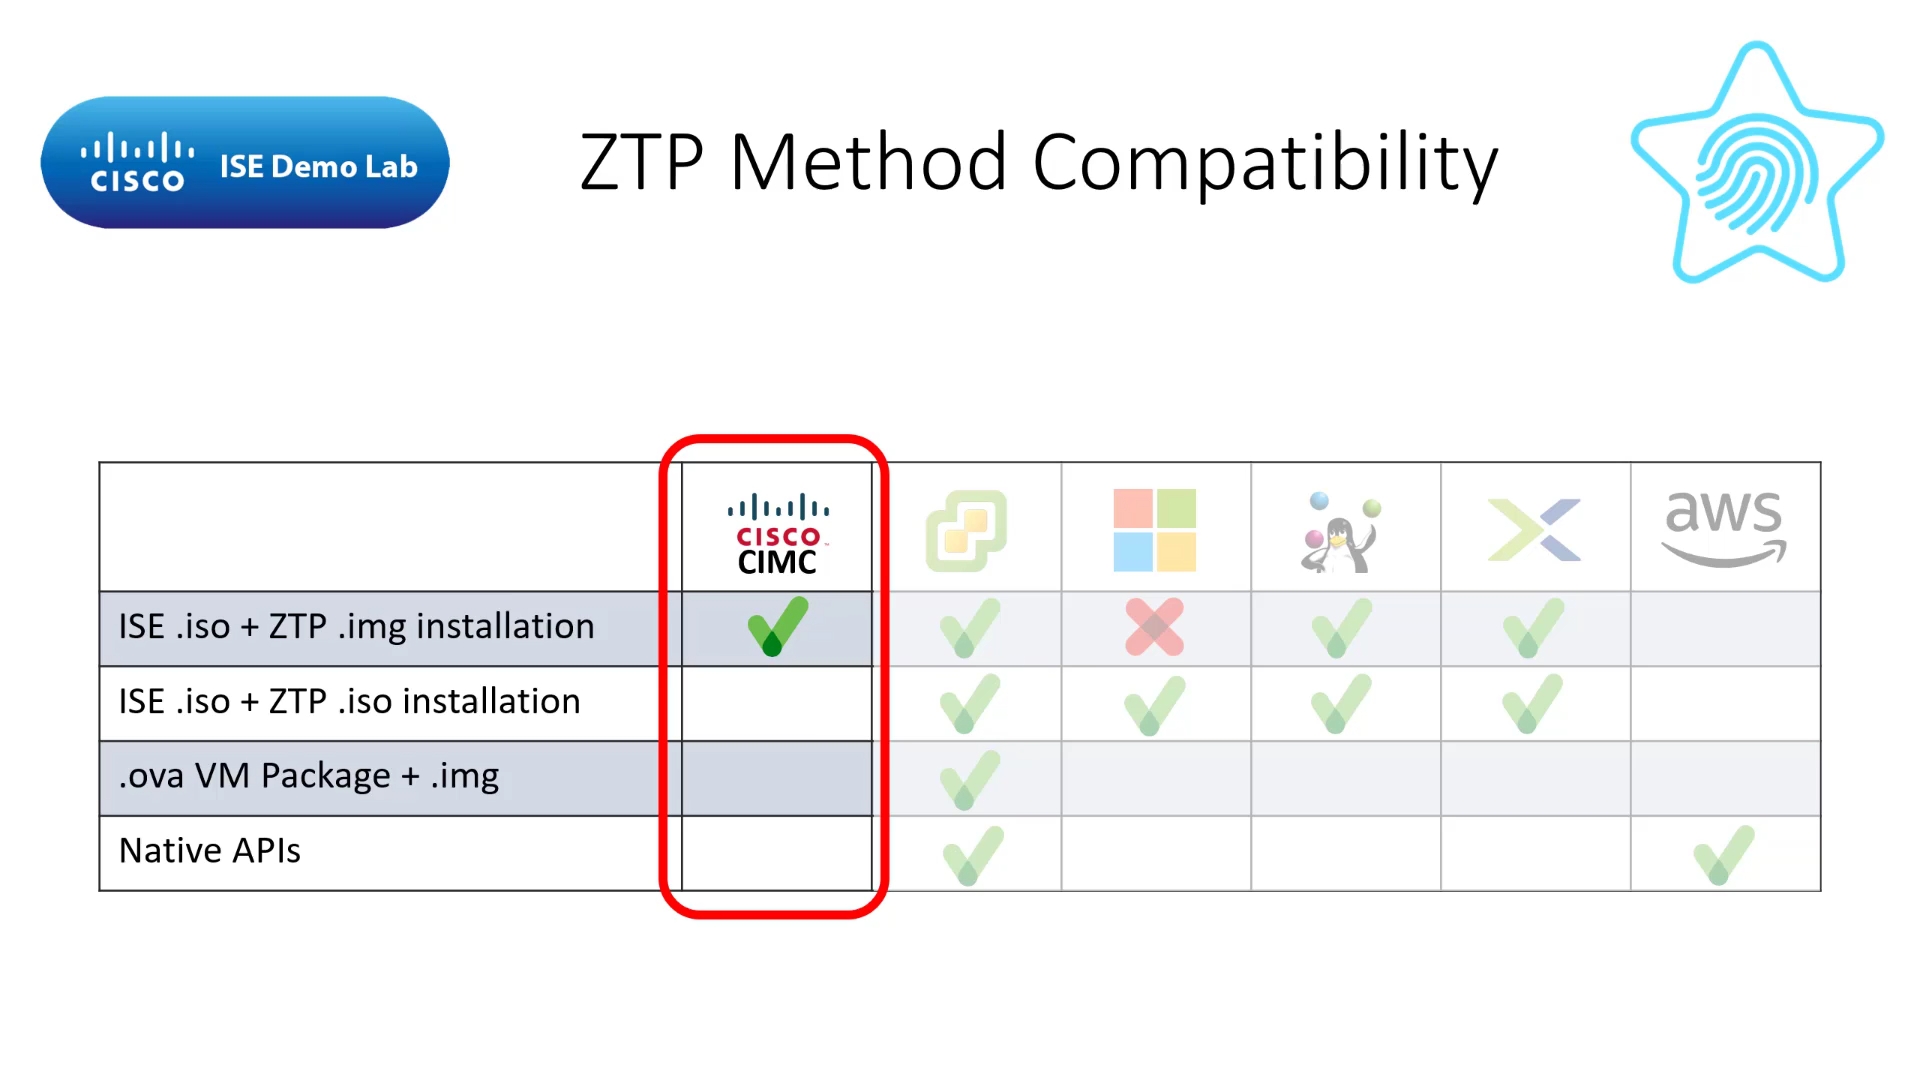 CISCO ISE Demo Lab
ZTP Method Compatibility
CISCO
CIMC
aws
ISE .iso + ZTP .img installation
ISE .iso + ZTP .iso installation
.ova VM Package + .img
Native APIs